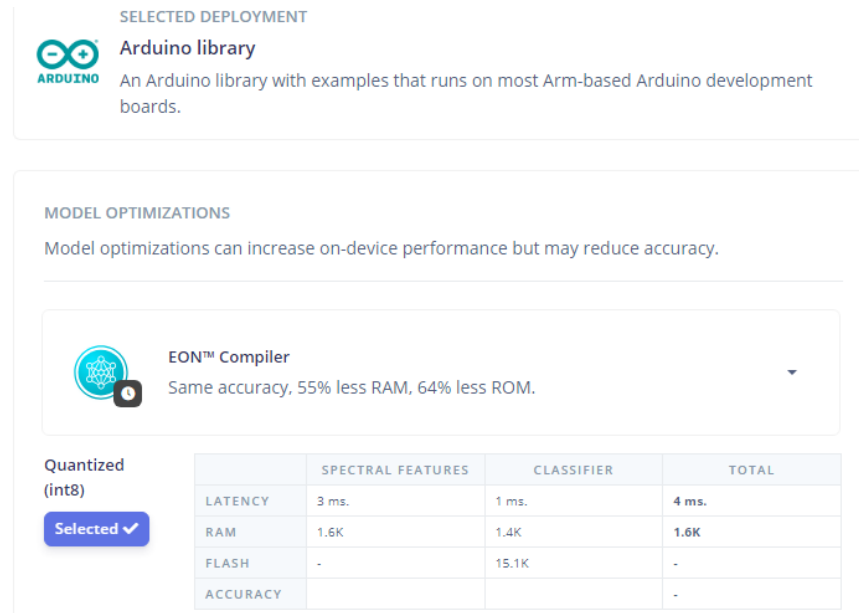 SELECTED DEPLOYMENT
Arduino library
ARDUINO
An Arduino library with examples that runs on most Arm-based Arduino development
boards.
MODEL OPTIMIZATIONS
Model optimizations can increase on-device performance but may reduce accuracy.
EON™ Compiler
Same accuracy, 55% less RAM, 64% less ROM.
Quantized
(int8)
Selected ✓
SPECTRAL FEATURES CLASSIFIER TOTAL
LATENCY 3 ms. 1 ms. 4 ms.
RAM 1.6K 1.4K 1.6K
FLASH - 15.1K -
ACCURACY -